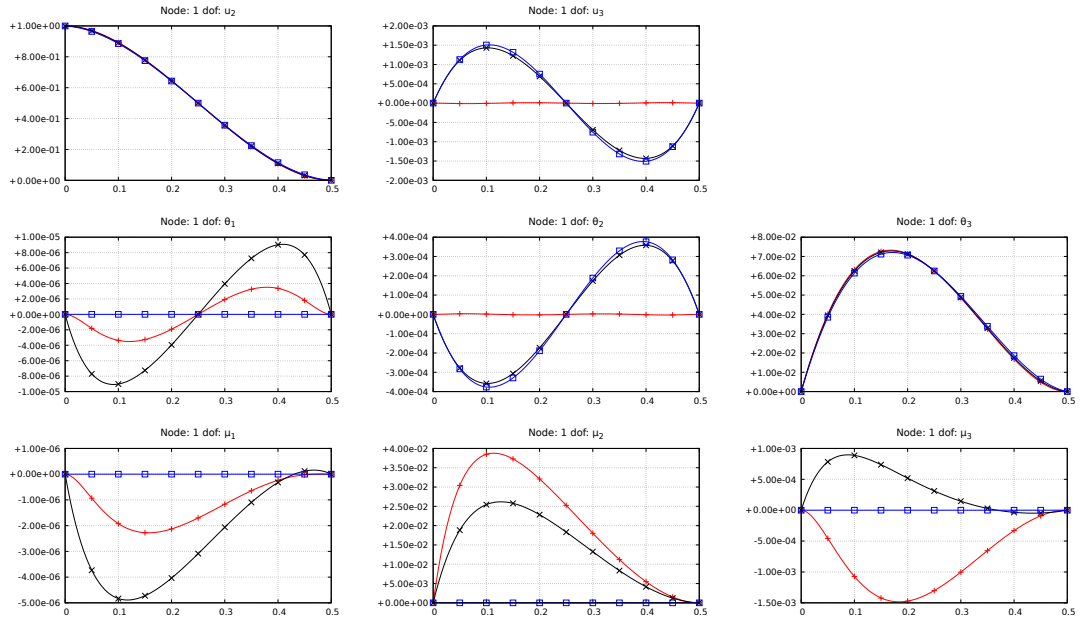 Node: 1 dof: u₂
+1.00e+00
+8.00e-01
+6.00e-01
+4.00e-01
+2.00e-01
+0.00e+00
0 0.1 0.2 0.3 0.4 0.5
Node: 1 dof: u₃
+2.00e-03
+1.50e-03
+1.00e-03
+5.00e-04
+0.00e+00
-5.00e-04
-1.00e-03
-1.50e-03
-2.00e-03
0 0.1 0.2 0.3 0.4 0.5
Node: 1 dof: θ₁
+1.00e-05
+8.00e-06
+6.00e-06
+4.00e-06
+2.00e-06
+0.00e+00
-2.00e-06
-4.00e-06
-6.00e-06
-8.00e-06
-1.00e-05
0 0.1 0.2 0.3 0.4 0.5
Node: 1 dof: θ₂
+4.00e-04
+3.00e-04
+2.00e-04
+1.00e-04
+0.00e+00
-1.00e-04
-2.00e-04
-3.00e-04
-4.00e-04
0 0.1 0.2 0.3 0.4 0.5
Node: 1 dof: θ₃
+8.00e-02
+7.00e-02
+6.00e-02
+5.00e-02
+4.00e-02
+3.00e-02
+2.00e-02
+1.00e-02
+0.00e+00
0 0.1 0.2 0.3 0.4 0.5
Node: 1 dof: μ₁
+1.00e-06
+0.00e+00
-1.00e-06
-2.00e-06
-3.00e-06
-4.00e-06
-5.00e-06
0 0.1 0.2 0.3 0.4 0.5
Node: 1 dof: μ₂
+4.00e-02
+3.50e-02
+3.00e-02
+2.50e-02
+2.00e-02
+1.50e-02
+1.00e-02
+5.00e-03
+0.00e+00
0 0.1 0.2 0.3 0.4 0.5
Node: 1 dof: μ₃
+1.00e-03
+5.00e-04
+0.00e+00
-5.00e-04
-1.00e-03
-1.50e-03
0 0.1 0.2 0.3 0.4 0.5